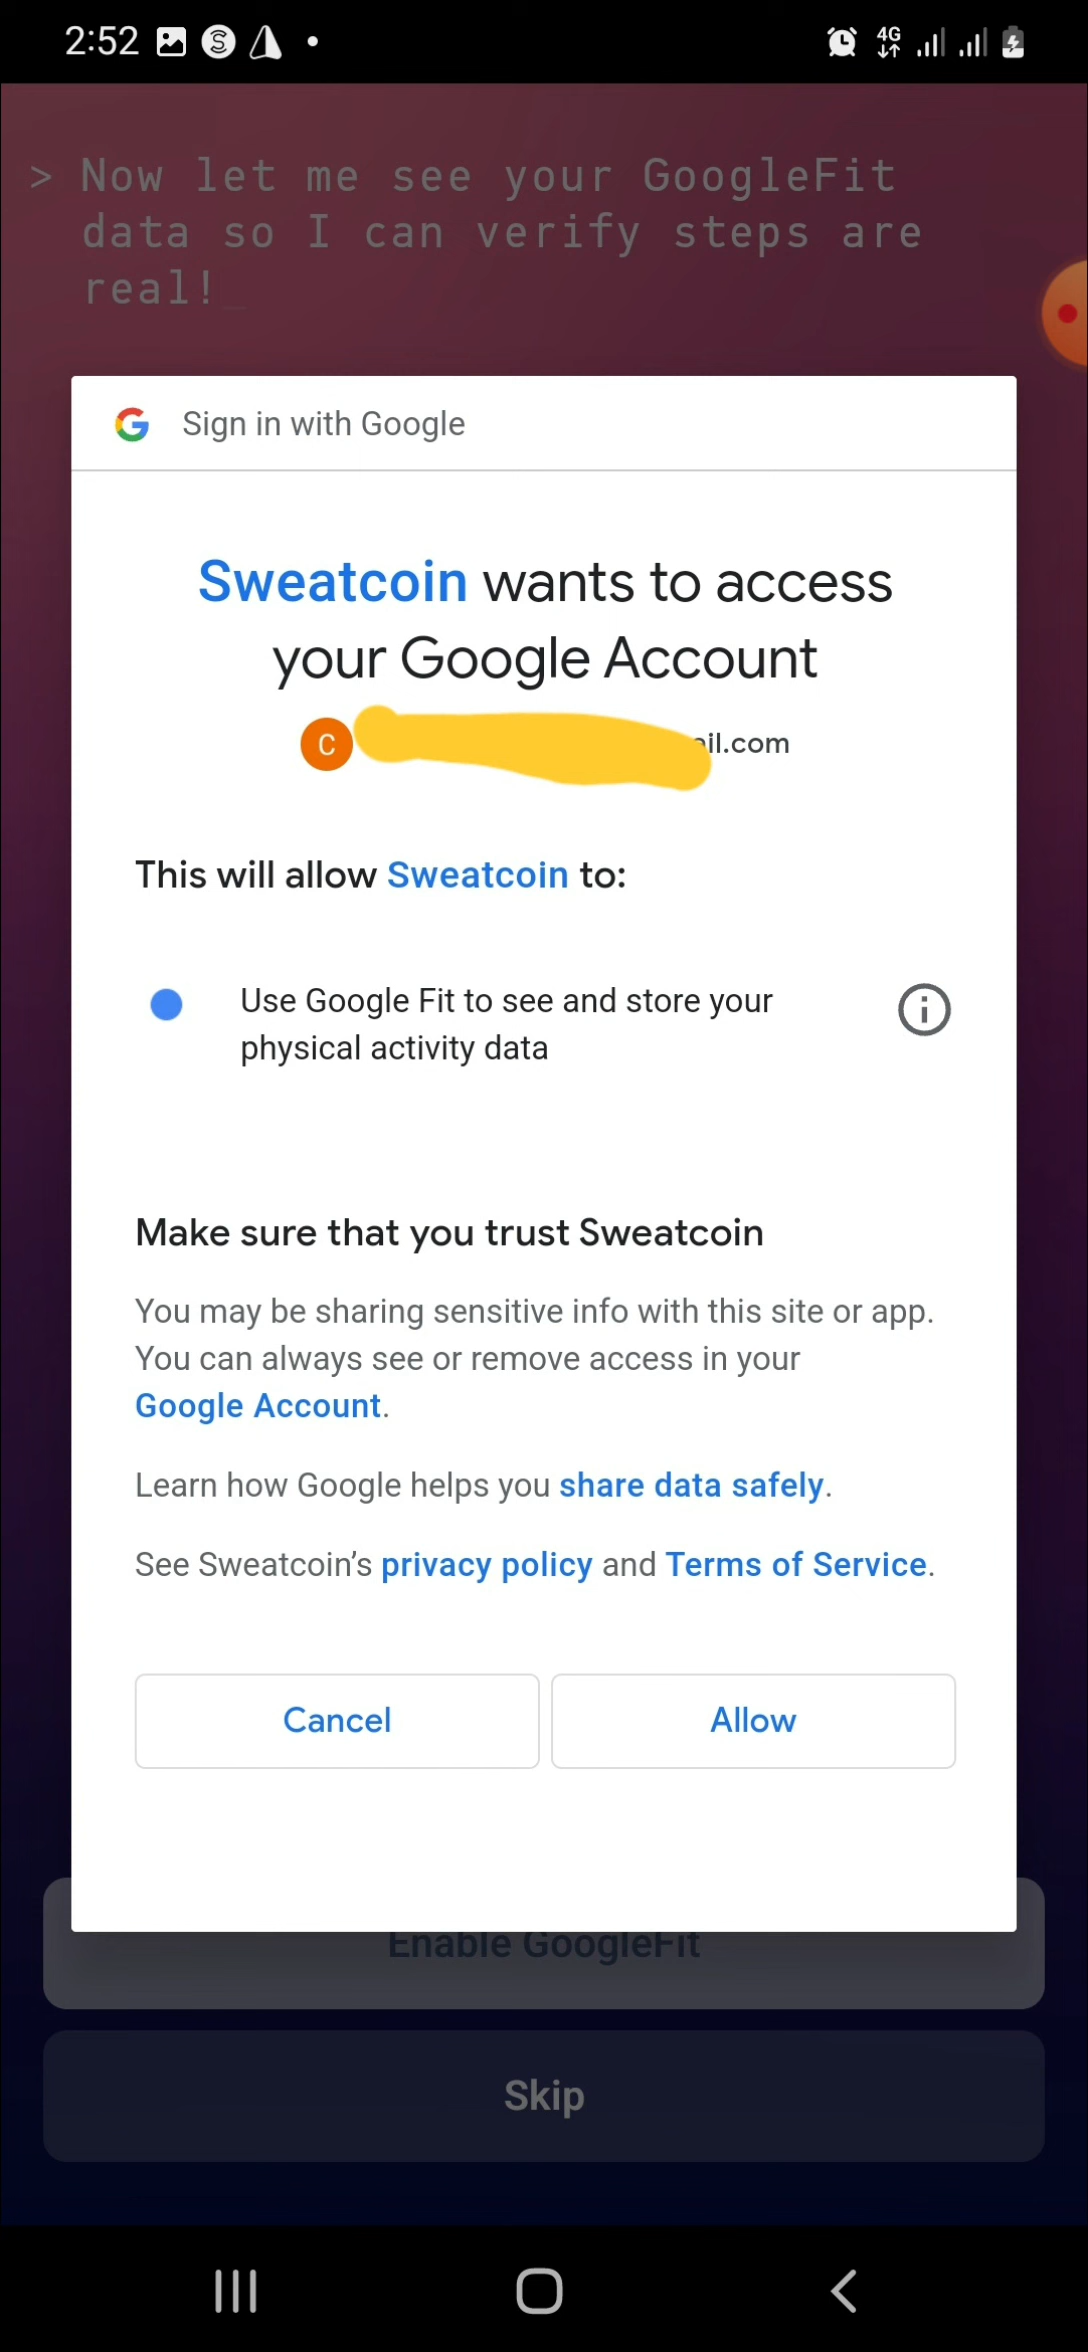 2:52
4G
> Now let me see your GoogleFit
data so I can verify steps are
real!_
G Sign in with Google
Sweatcoin wants to access
your Google Account
C ail.com
This will allow Sweatcoin to:
Use Google Fit to see and store your
physical activity data
Make sure that you trust Sweatcoin
You may be sharing sensitive info with this site or app.
You can always see or remove access in your
Google Account.
Learn how Google helps you share data safely.
See Sweatcoin's privacy policy and Terms of Service.
Cancel
Allow
Enable GoogleFit
Skip